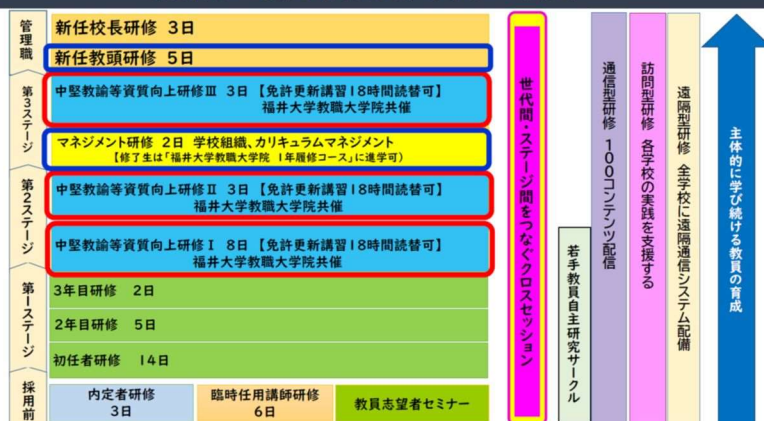 管理職
新任校長研修 3日
新任教頭研修 5日
第3ステージ
中堅教諭等資質向上研修Ⅲ 3日 【免許更新講習18時間読替可】
福井大学教職大学院共催
マネジメント研修 2日 学校組織、カリキュラムマネジメント
【修了生は「福井大学教職大学院 1年履修コース」に進学可】
第2ステージ
中堅教諭等資質向上研修Ⅱ 3日 【免許更新講習18時間読替可】
福井大学教職大学院共催
中堅教諭等資質向上研修Ⅰ 8日 【免許更新講習18時間読替可】
福井大学教職大学院共催
第1ステージ
3年目研修 2日
2年目研修 5日
初任者研修 14日
採用前
内定者研修
3日
臨時任用講師研修
6日
教員志望者セミナー
世代間・ステージ間をつなぐクロスセッション
若手教員自主研究サークル
通信型研修 100コンテンツ配信
訪問型研修 各学校の実践を支援する
遠隔型研修 全学校に遠隔通信システム配備
主体的に学び続ける教員の育成